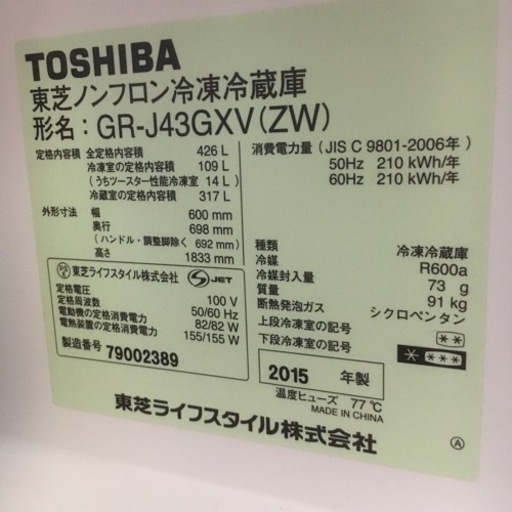 TOSHIBA
東芝ノンフロン冷凍冷蔵庫
形名：GR-J43GXV(ZW)
定格内容積 全定格内容積 426 L
冷凍室の定格内容積 109 L
(うちツースター性能冷凍室 14 L)
冷蔵室の定格内容積 317 L
外形寸法 幅 600 mm
奥行 698 mm
(ハンドル・調整脚除く 692 mm)
高さ 1833 mm
東芝ライフスタイル株式会社 S JET
定格電圧 100 V
定格周波数 50/60 Hz
電動機の定格消費電力 82/82 W
電熱装置の定格消費電力 155/155 W
製造番号 79002389
消費電力量 (JIS C 9801-2006年)
50Hz 210 kWh/年
60Hz 210 kWh/年
種類 冷凍冷蔵庫
冷媒 R600a
冷媒封入量 73 g
質量 91 kg
断熱発泡ガス シクロペンタン
上段冷凍室の記号 **
下段冷凍室の記号 * ***
2015 年製
温度ヒューズ 77℃
MADE IN CHINA
東芝ライフスタイル株式会社
Ⓐ